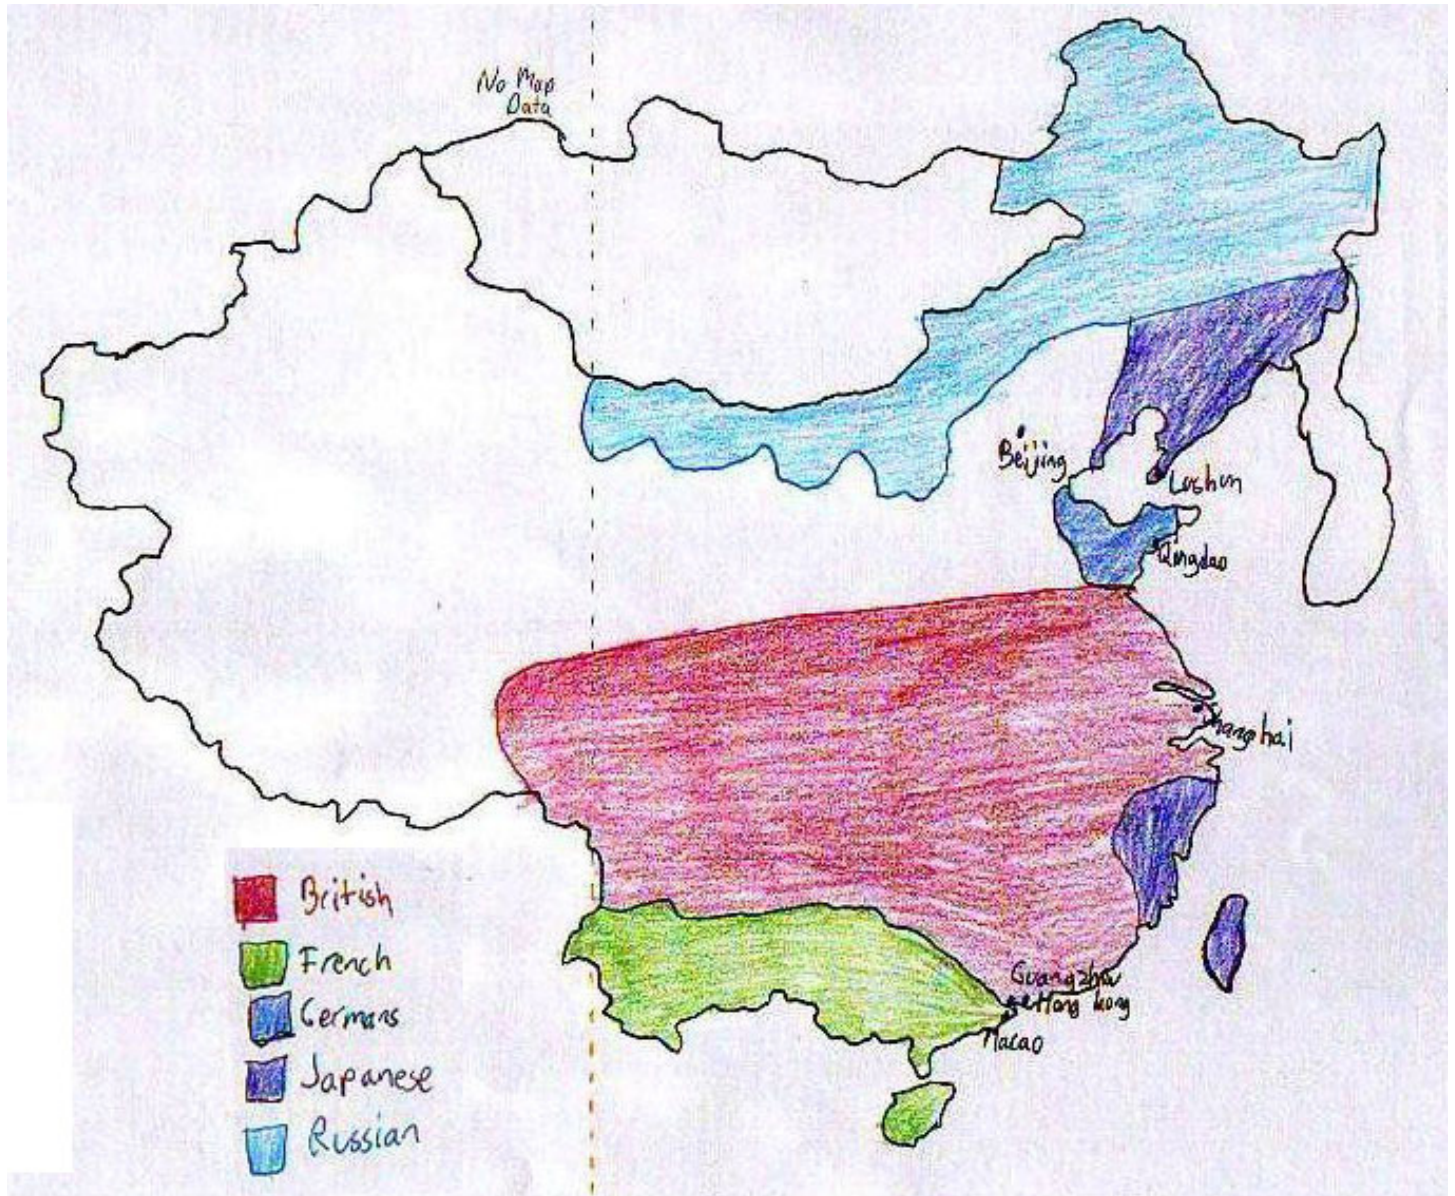 No Map
Data
Beijing
Lushun
Qingdao
Shanghai
British
French
Germans
Japanese
Russian
Guangzhou
Hong Kong
Macao